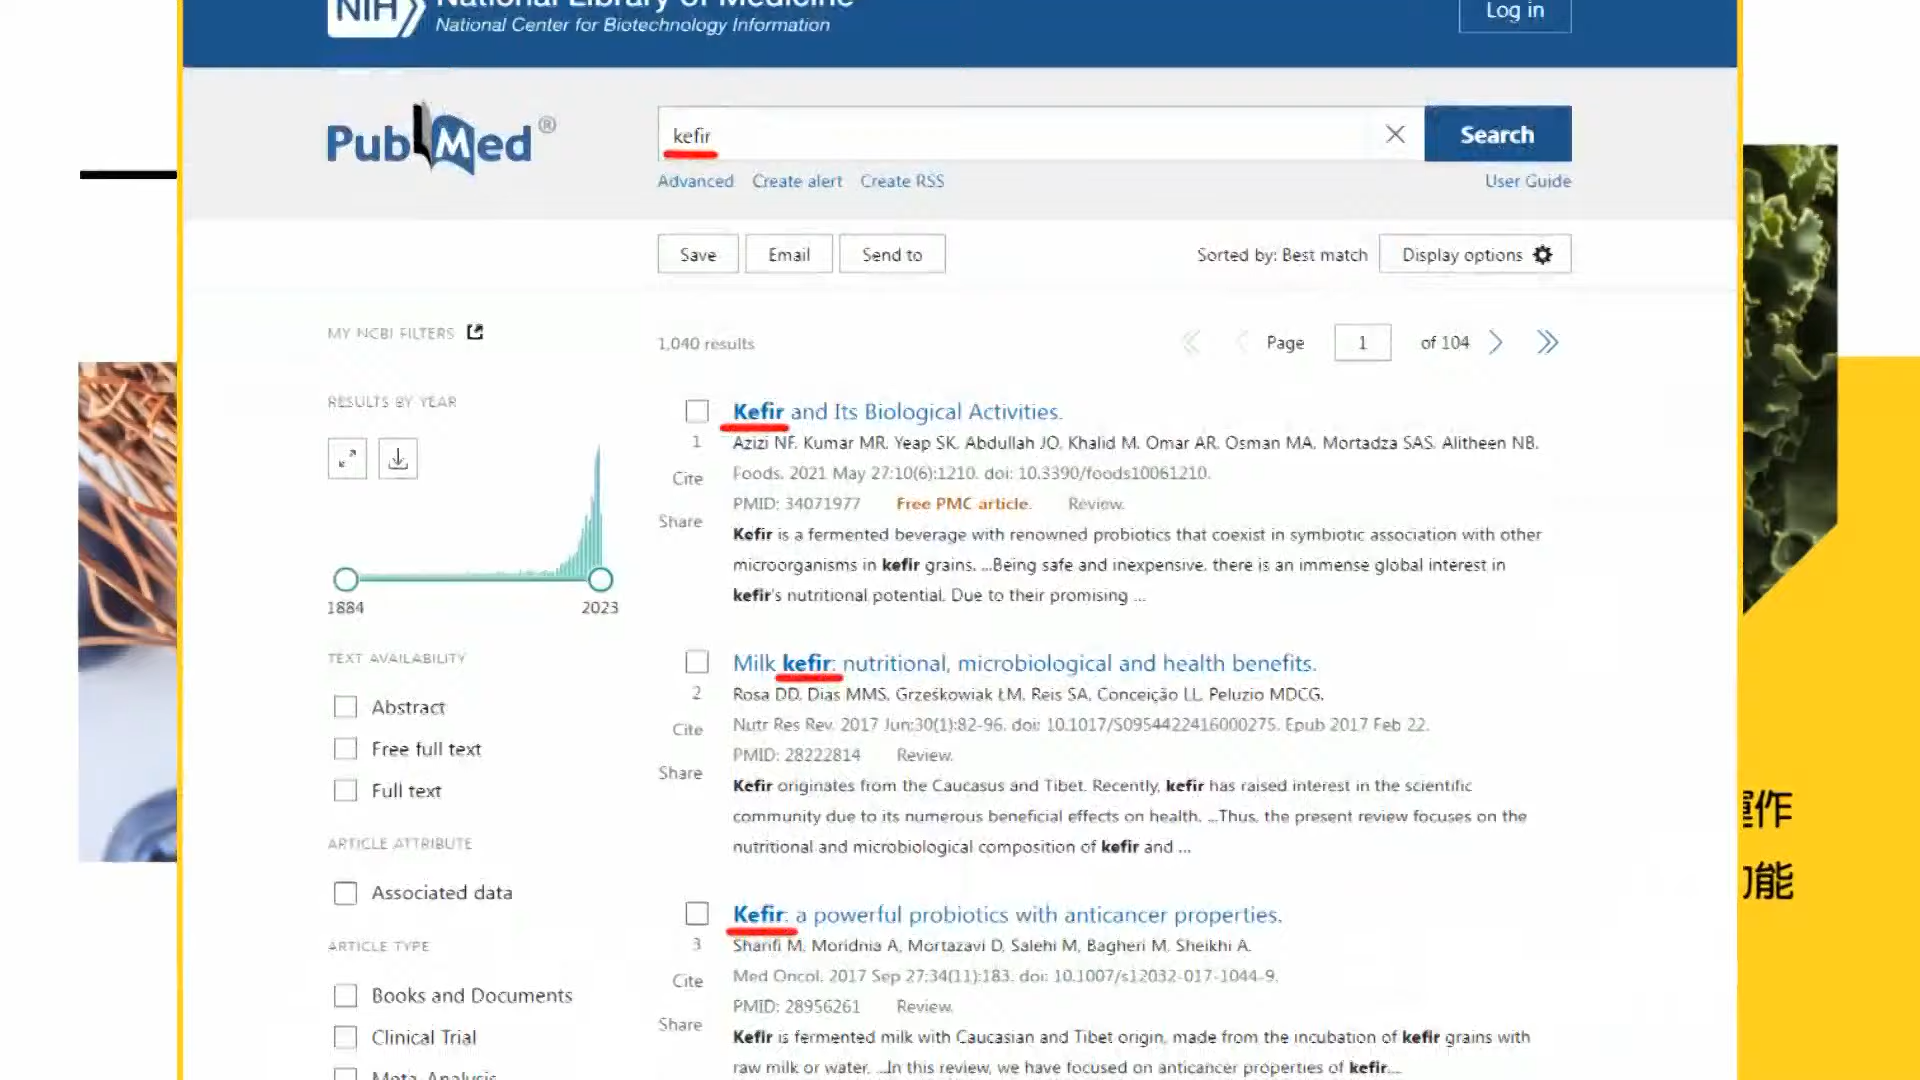 NIH National Library of Medicine
National Center for Biotechnology Information
Log in
PubMed®
kefir
Search
Advanced Create alert Create RSS
User Guide
Save Email Send to
Sorted by: Best match Display options
MY NCBI FILTERS
1,040 results
Page 1 of 104
RESULTS BY YEAR
1884 2023
TEXT AVAILABILITY
Abstract
Free full text
Full text
ARTICLE ATTRIBUTE
Associated data
ARTICLE TYPE
Books and Documents
Clinical Trial
Meta-Analysis
Kefir and Its Biological Activities.
1
Cite
Share
Azizi NF, Kumar MR, Yeap SK, Abdullah JO, Khalid M, Omar AR, Osman MA, Mortadza SAS, Alitheen NB.
Foods. 2021 May 27;10(6):1210. doi: 10.3390/foods10061210.
PMID: 34071977 Free PMC article. Review.
Kefir is a fermented beverage with renowned probiotics that coexist in symbiotic association with other
microorganisms in kefir grains. ...Being safe and inexpensive, there is an immense global interest in
kefir's nutritional potential. Due to their promising ...
Milk kefir: nutritional, microbiological and health benefits.
2
Cite
Share
Rosa DD, Dias MMS, Grześkowiak ŁM, Reis SA, Conceição LL, Peluzio MDCG.
Nutr Res Rev. 2017 Jun;30(1):82-96. doi: 10.1017/S0954422416000275. Epub 2017 Feb 22.
PMID: 28222814 Review.
Kefir originates from the Caucasus and Tibet. Recently, kefir has raised interest in the scientific
community due to its numerous beneficial effects on health. ...Thus, the present review focuses on the
nutritional and microbiological composition of kefir and ...
Kefir: a powerful probiotics with anticancer properties.
3
Cite
Share
Sharifi M, Moridnia A, Mortazavi D, Salehi M, Bagheri M, Sheikhi A.
Med Oncol. 2017 Sep 27;34(11):183. doi: 10.1007/s12032-017-1044-9.
PMID: 28956261 Review.
Kefir is fermented milk with Caucasian and Tibet origin, made from the incubation of kefir grains with
raw milk or water. ...In this review, we have focused on anticancer properties of kefir...
作
能